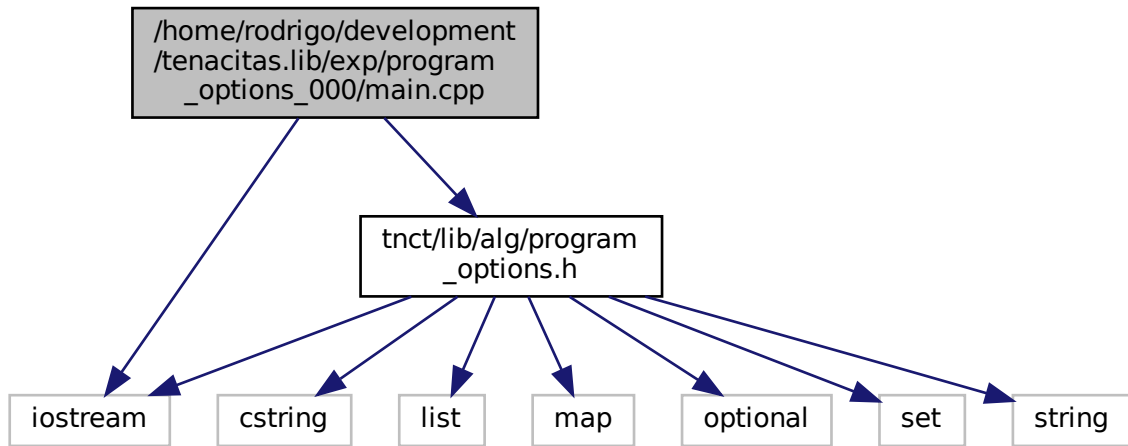 /home/rodrigo/development
/tenacitas.lib/exp/program
_options_000/main.cpp
tnct/lib/alg/program
_options.h
iostream
cstring
list
map
optional
set
string